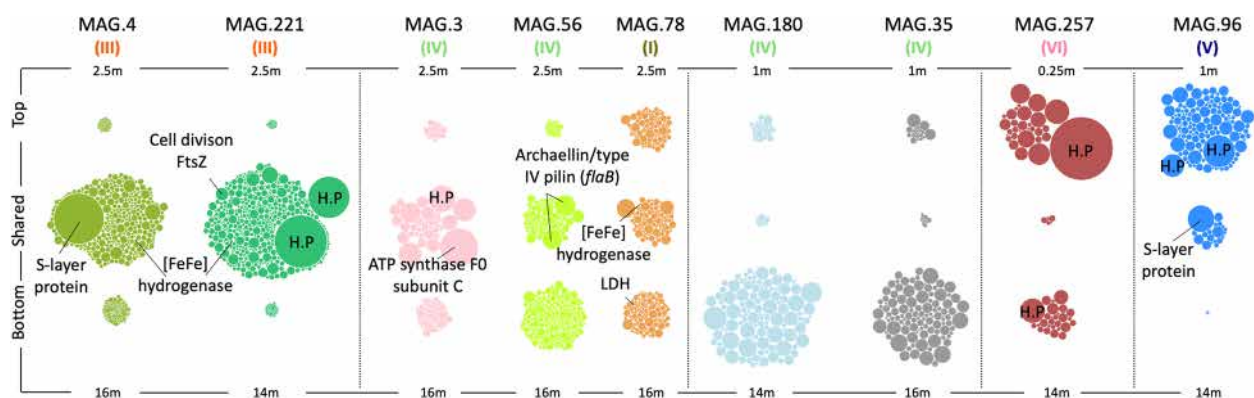 MAG.4 MAG.221 MAG.3 MAG.56 MAG.78 MAG.180 MAG.35 MAG.257 MAG.96
(III) (III) (IV) (IV) (I) (IV) (IV) (VI) (V)
2.5m 2.5m 2.5m 2.5m 2.5m 1m 1m 0.25m 1m
Top
Shared
Bottom
Cell divison
FtsZ
Archaellin/type
IV pilin (flaB)
H.P
H.P
H.P
H.P
H.P
H.P
H.P
S-layer
protein
[FeFe]
hydrogenase
ATP synthase F0
subunit C
[FeFe]
hydrogenase
LDH
S-layer
protein
16m 14m 16m 16m 16m 14m 16m 14m 14m